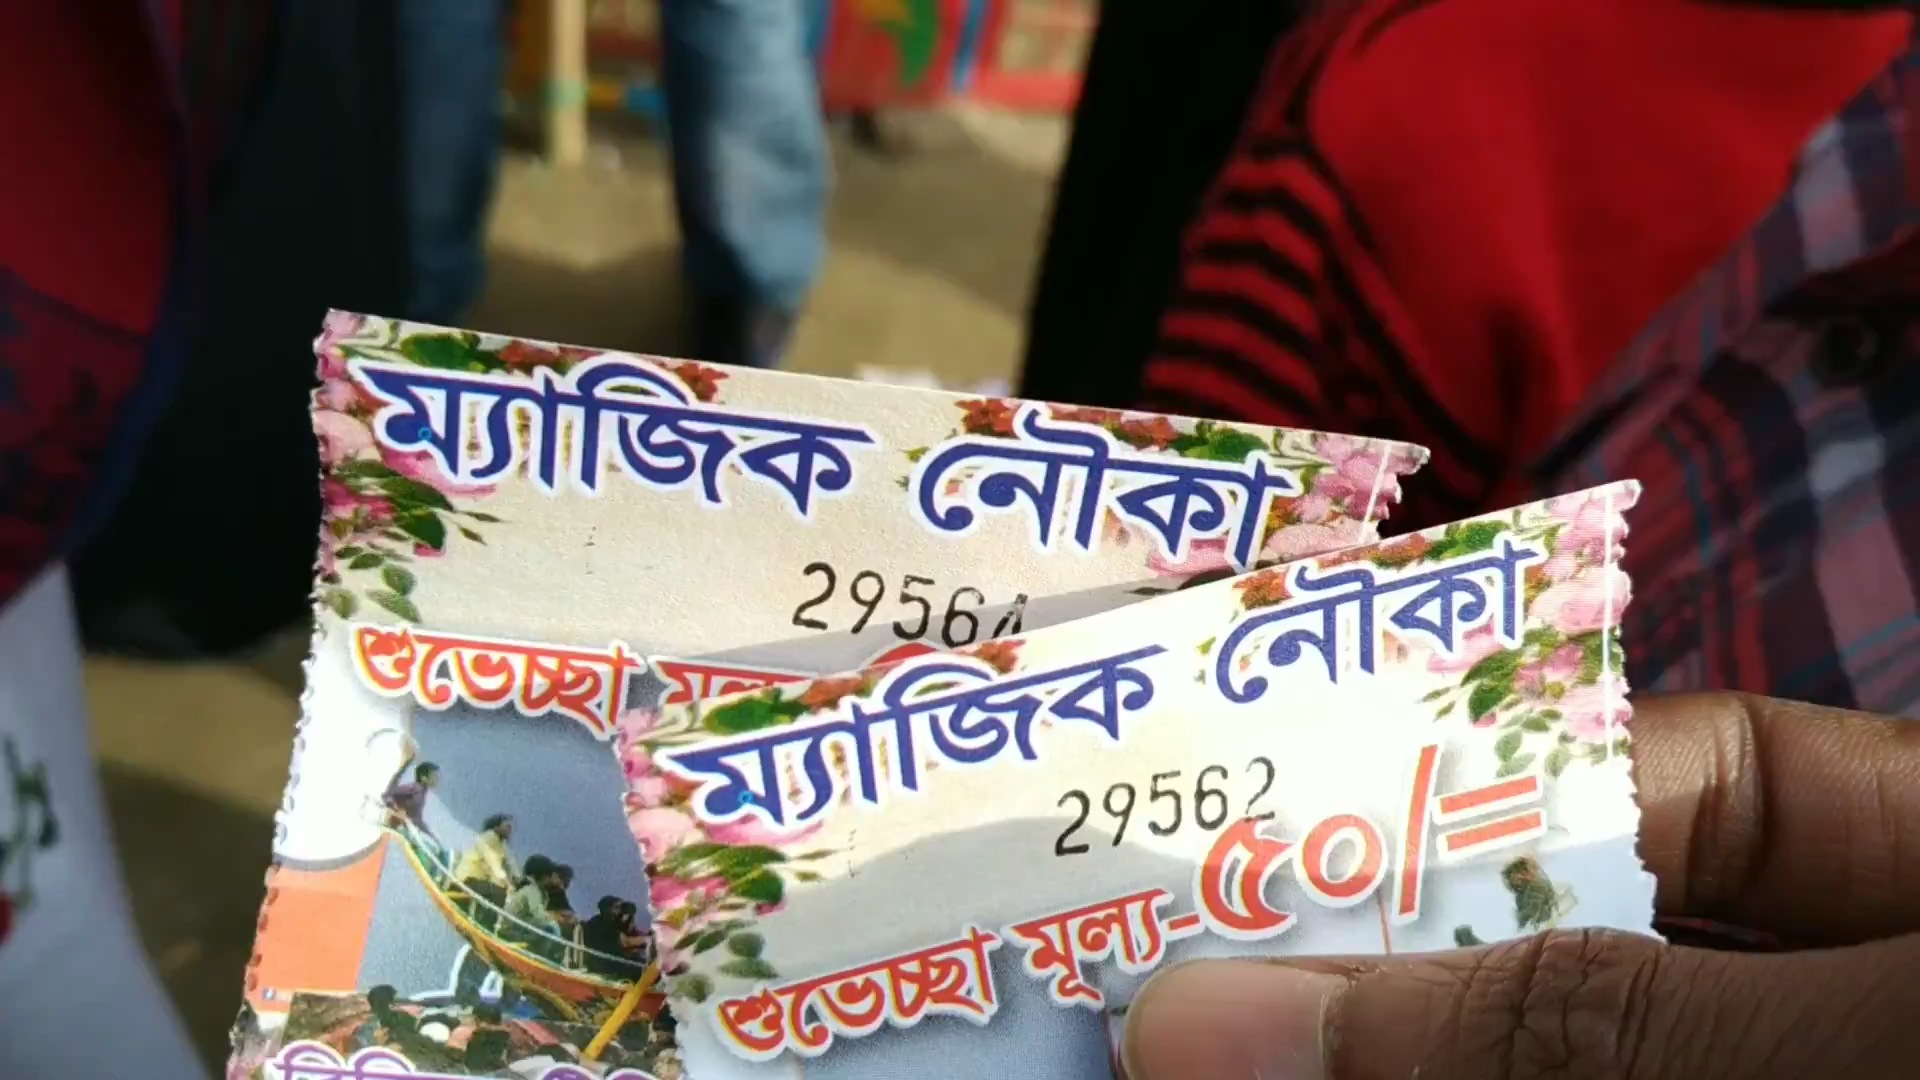 ম্যাজিক নৌকা
29564
শুভেচ্ছা মূল্য
ম্যাজিক নৌকা
29562
শুভেচ্ছা মূল্য-৫০/=